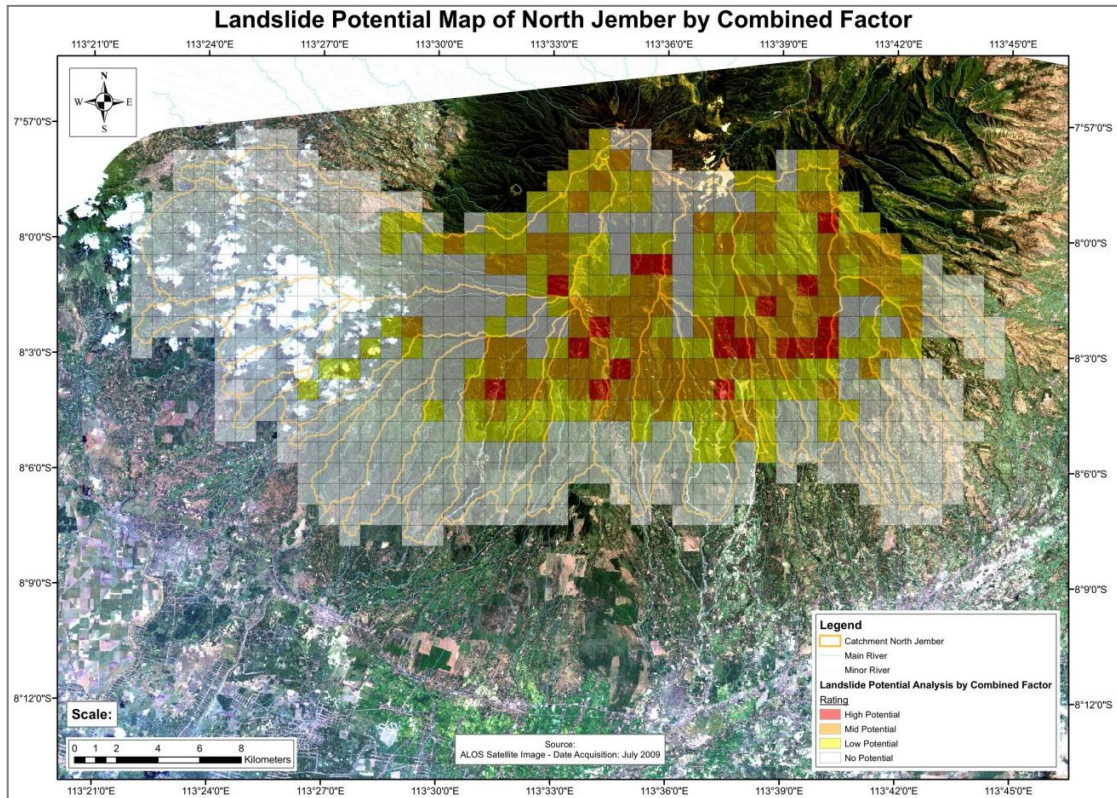 Landslide Potential Map of North Jember by Combined Factor
113°21'0"E 113°24'0"E 113°27'0"E 113°30'0"E 113°33'0"E 113°36'0"E 113°39'0"E 113°42'0"E 113°45'0"E
N
W E
S
7°57'0"S 7°57'0"S
8°0'0"S 8°0'0"S
8°3'0"S 8°3'0"S
8°6'0"S 8°6'0"S
8°9'0"S 8°9'0"S
8°12'0"S 8°12'0"S
Legend
Catchment North Jember
Main River
Minor River
Landslide Potential Analysis by Combined Factor
Rating
High Potential
Mid Potential
Low Potential
No Potential
Scale:
0 1 2 4 6 8
Kilometers
Source:
ALOS Satellite Image - Date Acquisition: July 2009
113°21'0"E 113°24'0"E 113°27'0"E 113°30'0"E 113°33'0"E 113°36'0"E 113°39'0"E 113°42'0"E 113°45'0"E